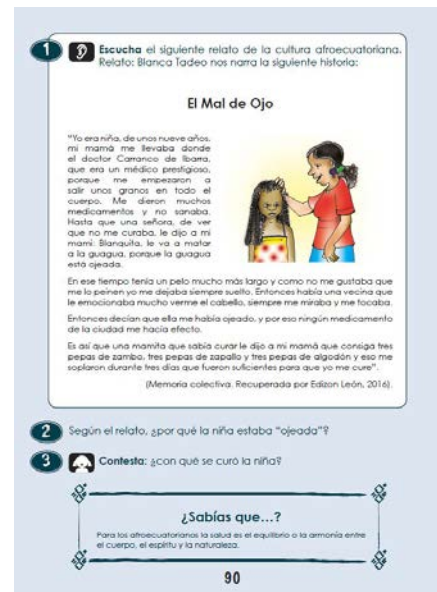 1
Escucha el siguiente relato de la cultura afroecuatoriana.
Relato: Blanca Tadeo nos narra la siguiente historia:
El Mal de Ojo
"Yo era niña, de unos nueve años,
mi mamá me llevaba donde
el doctor Carranco de Ibarra,
que era un médico prestigioso,
porque me empezaron a
salir unos granos en todo el
cuerpo. Me dieron muchos
medicamentos y no sanaba.
Hasta que una señora, de ver
que no me curaba, le dijo a mi
mami: Blanquita, le va a matar
a la guagua, porque la guagua
está ojeada.
En ese tiempo tenía un pelo mucho más largo y como no me gustaba que
me lo peinen yo me dejaba siempre suelto. Entonces había una vecina que
le emocionaba mucho verme el cabello, siempre me miraba y me tocaba.
Entonces decían que ella me había ojeado, y por eso ningún medicamento
de la ciudad me hacía efecto.
Es así que una mamita que sabía curar le dijo a mi mamá que consiga tres
pepas de zambo, tres pepas de zapallo y tres pepas de algodón y eso me
soplaron durante tres días que fueron suficientes para que yo me cure".
(Memoria colectiva. Recuperada por Edizon León, 2016).
2
Según el relato, ¿por qué la niña estaba "ojeada"?
3
Contesta: ¿con qué se curó la niña?
¿Sabías que...?
Para los afroecuatorianos la salud es el equilibrio o la armonía entre
el cuerpo, el espíritu y la naturaleza.
90